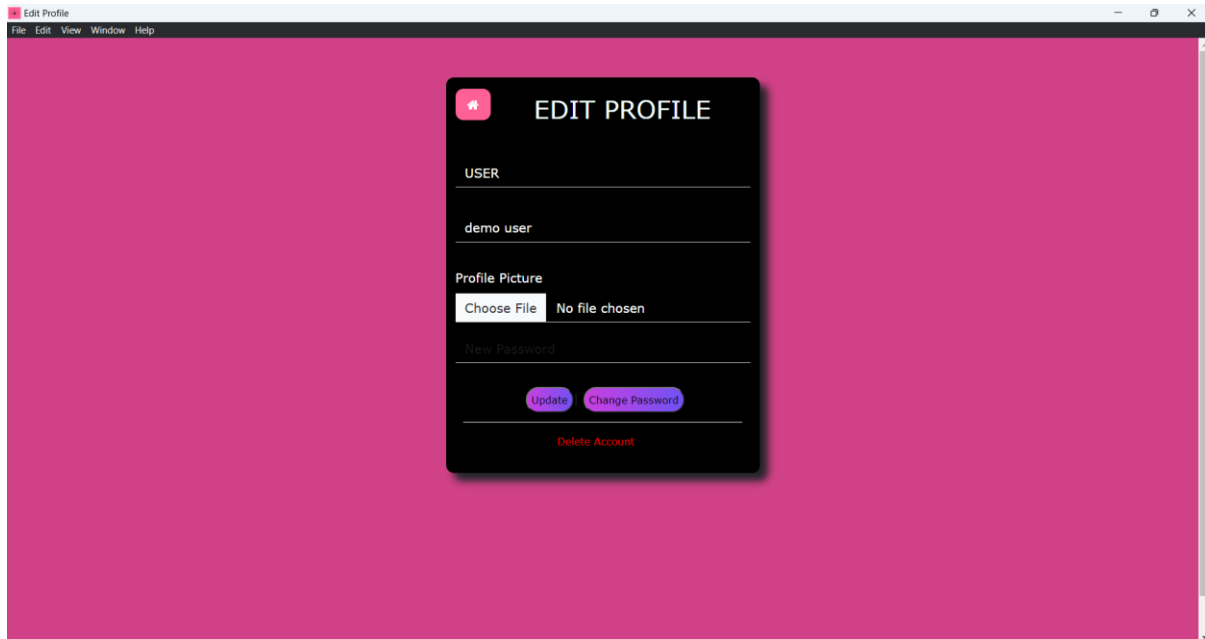 Edit Profile
File Edit View Window Help
EDIT PROFILE
USER
demo user
Profile Picture
Choose File No file chosen
New Password
Update Change Password
Delete Account